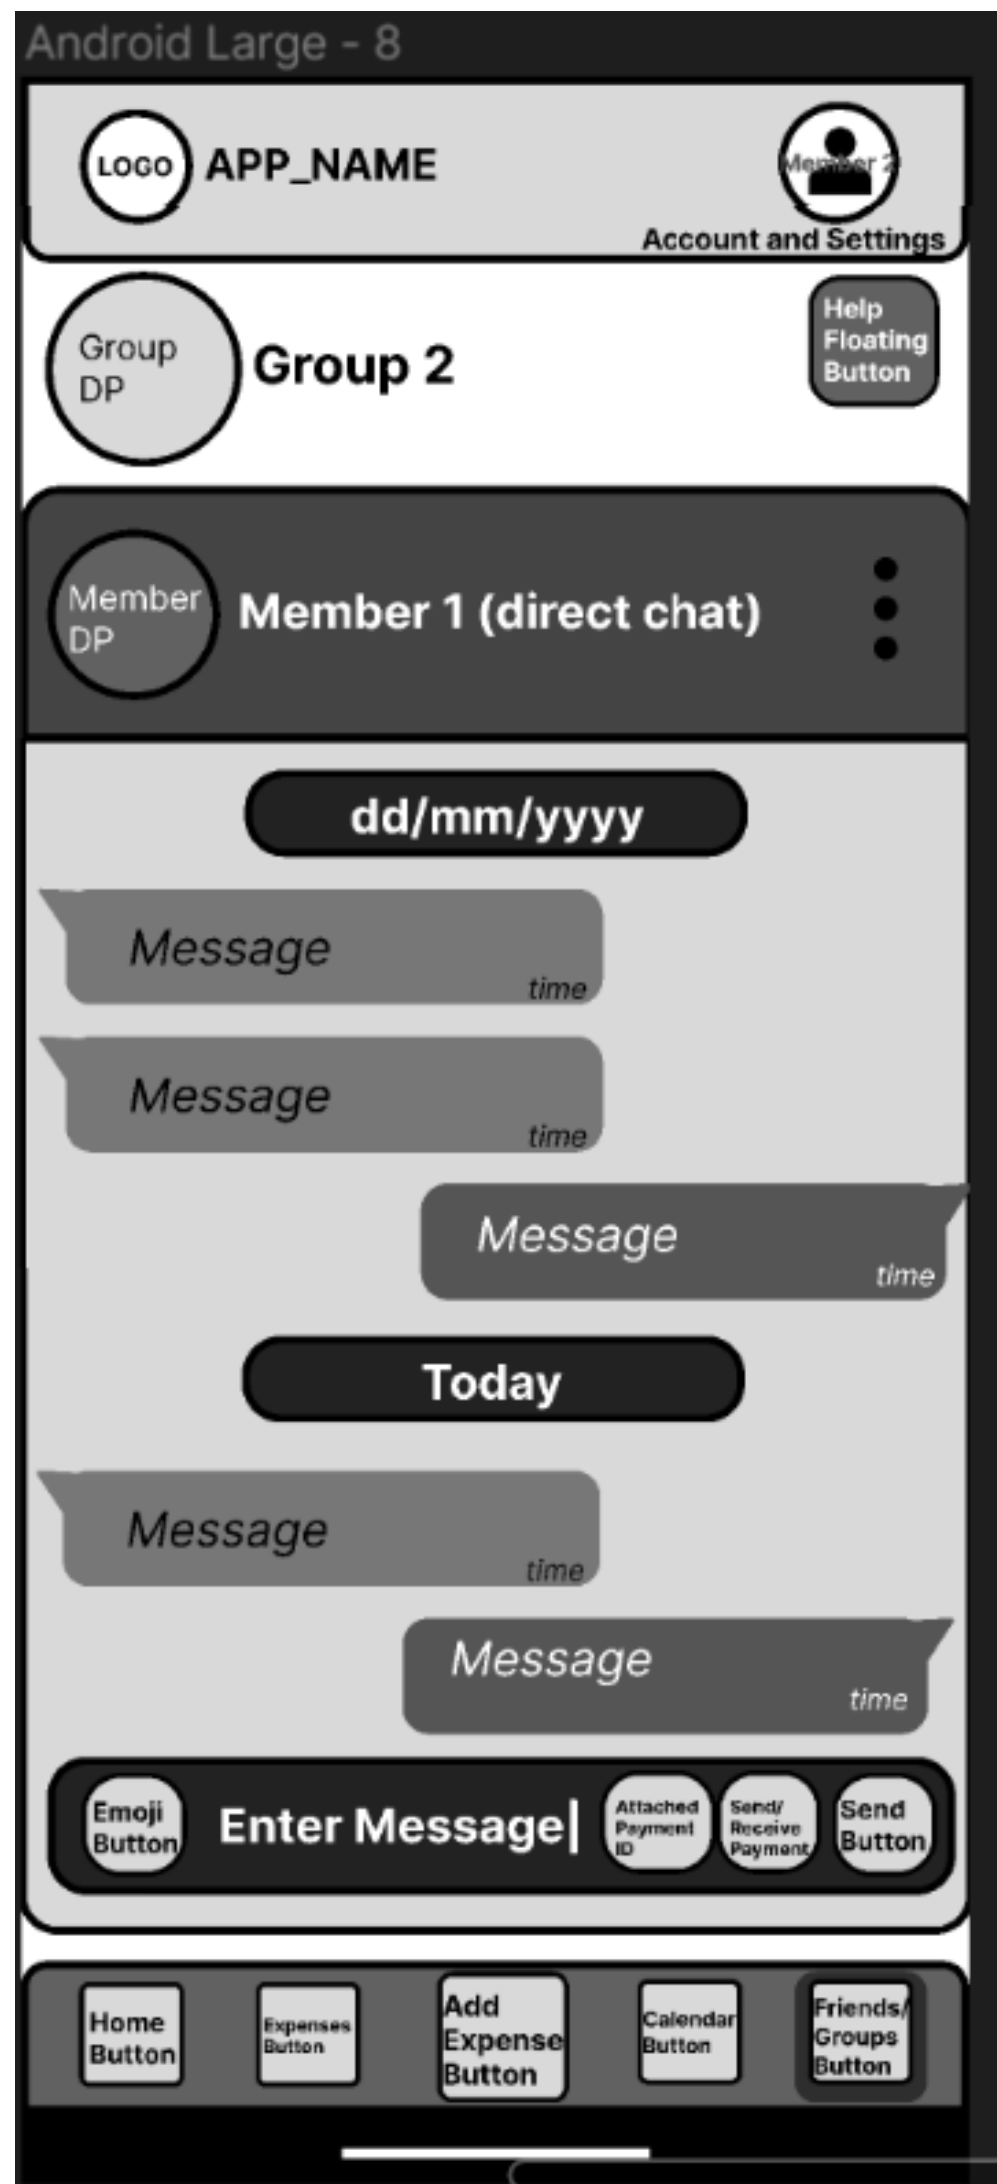 Android Large - 8
LOGO
APP_NAME
Member 2
Account and Settings
Group
DP
Group 2
Help
Floating
Button
Member
DP
Member 1 (direct chat)
dd/mm/yyyy
Message
time
Message
time
Message
time
Today
Message
time
Message
time
Emoji
Button
Enter Message
Attached
Payment
ID
Send/
Receive
Payment
Send
Button
Home
Button
Expenses
Button
Add
Expense
Button
Calendar
Button
Friends/
Groups
Button